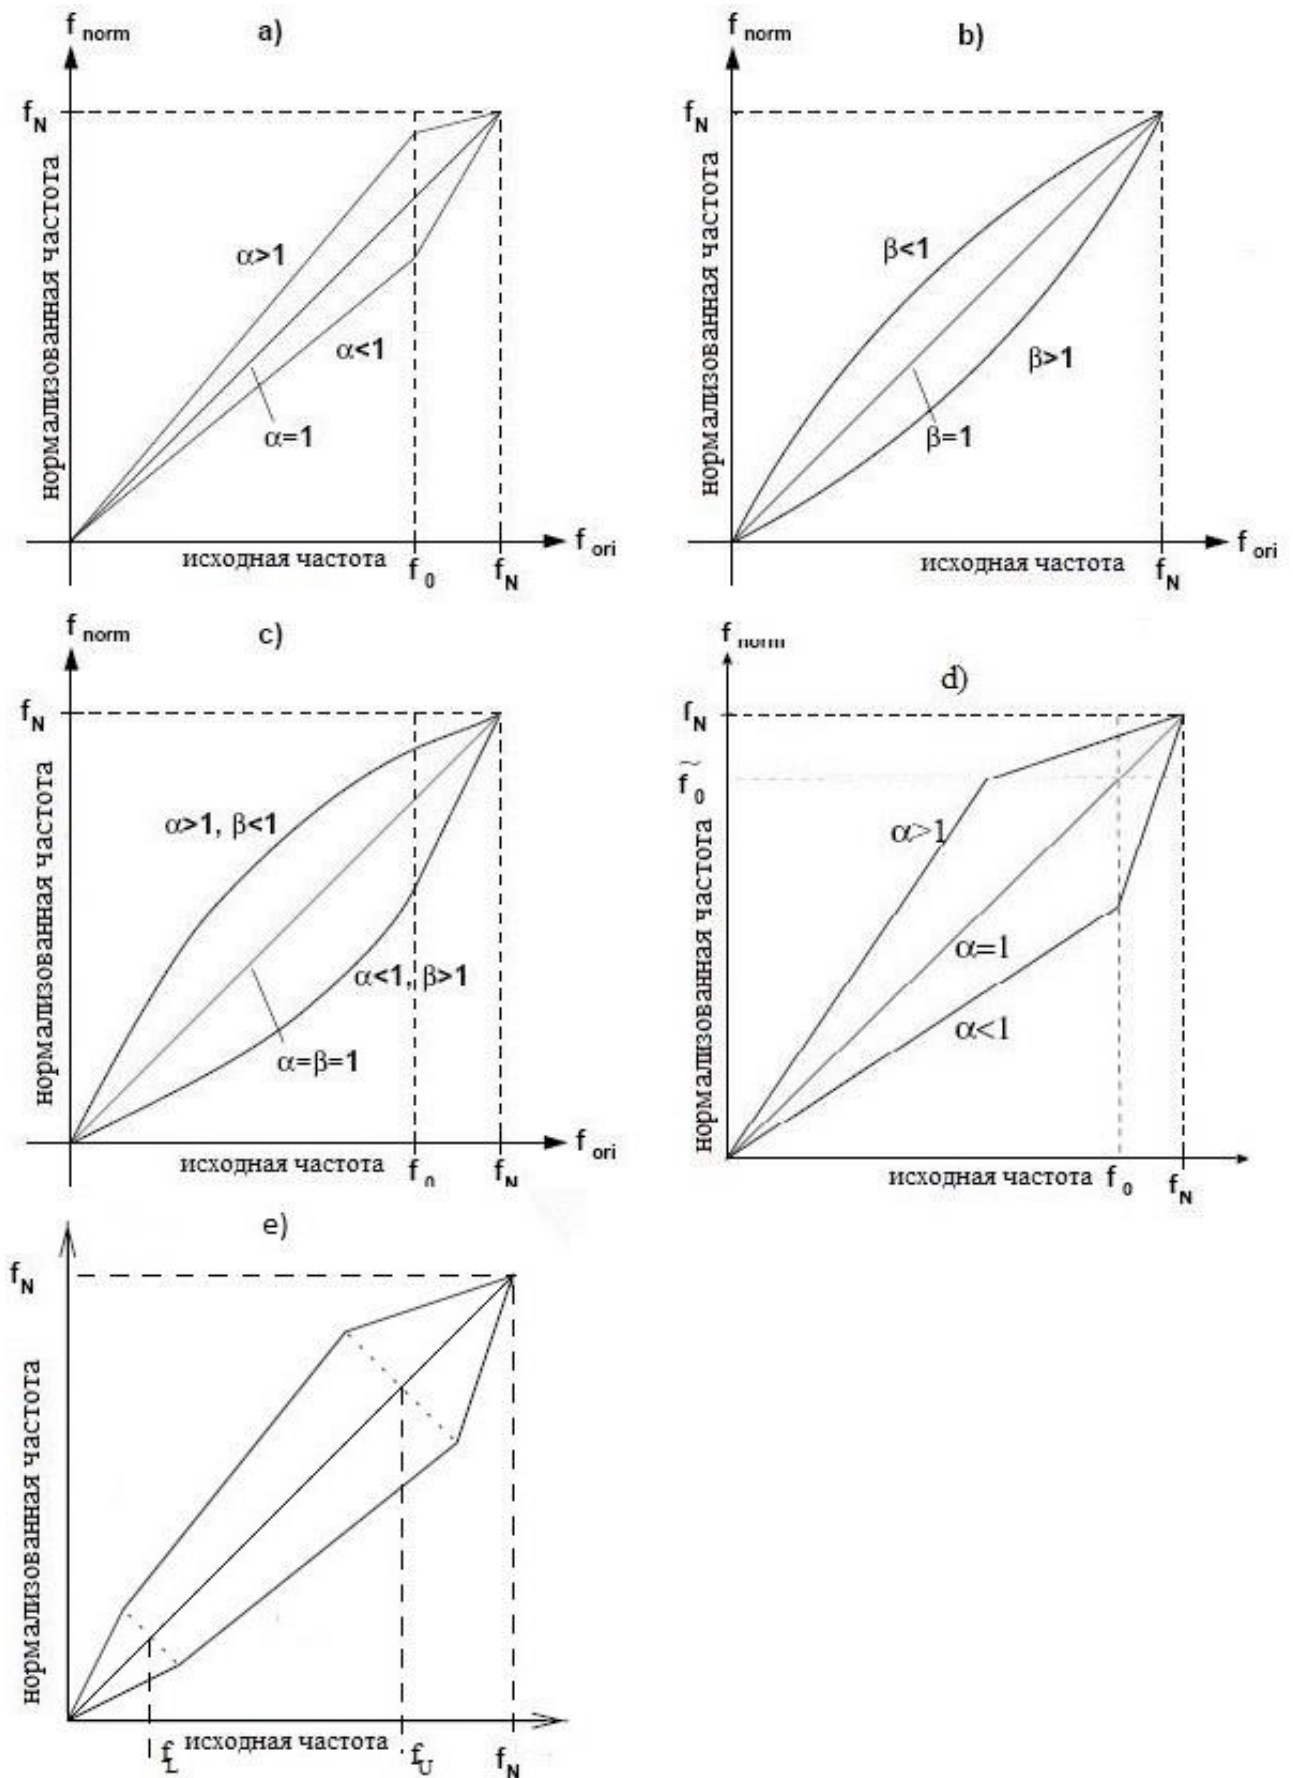 a)
f norm
f N
нормализованная частота
α>1
α<1
α=1
исходная частота
f 0
f N
f ori
b)
f norm
f N
нормализованная частота
β<1
β>1
β=1
исходная частота
f N
f ori
c)
f norm
f N
нормализованная частота
α>1, β<1
α<1, β>1
α=β=1
исходная частота
f 0
f N
f ori
d)
f norm
f N
f̃ 0
нормализованная частота
α>1
α=1
α<1
исходная частота
f 0
f N
e)
f N
нормализованная частота
исходная частота
f L
f U
f N